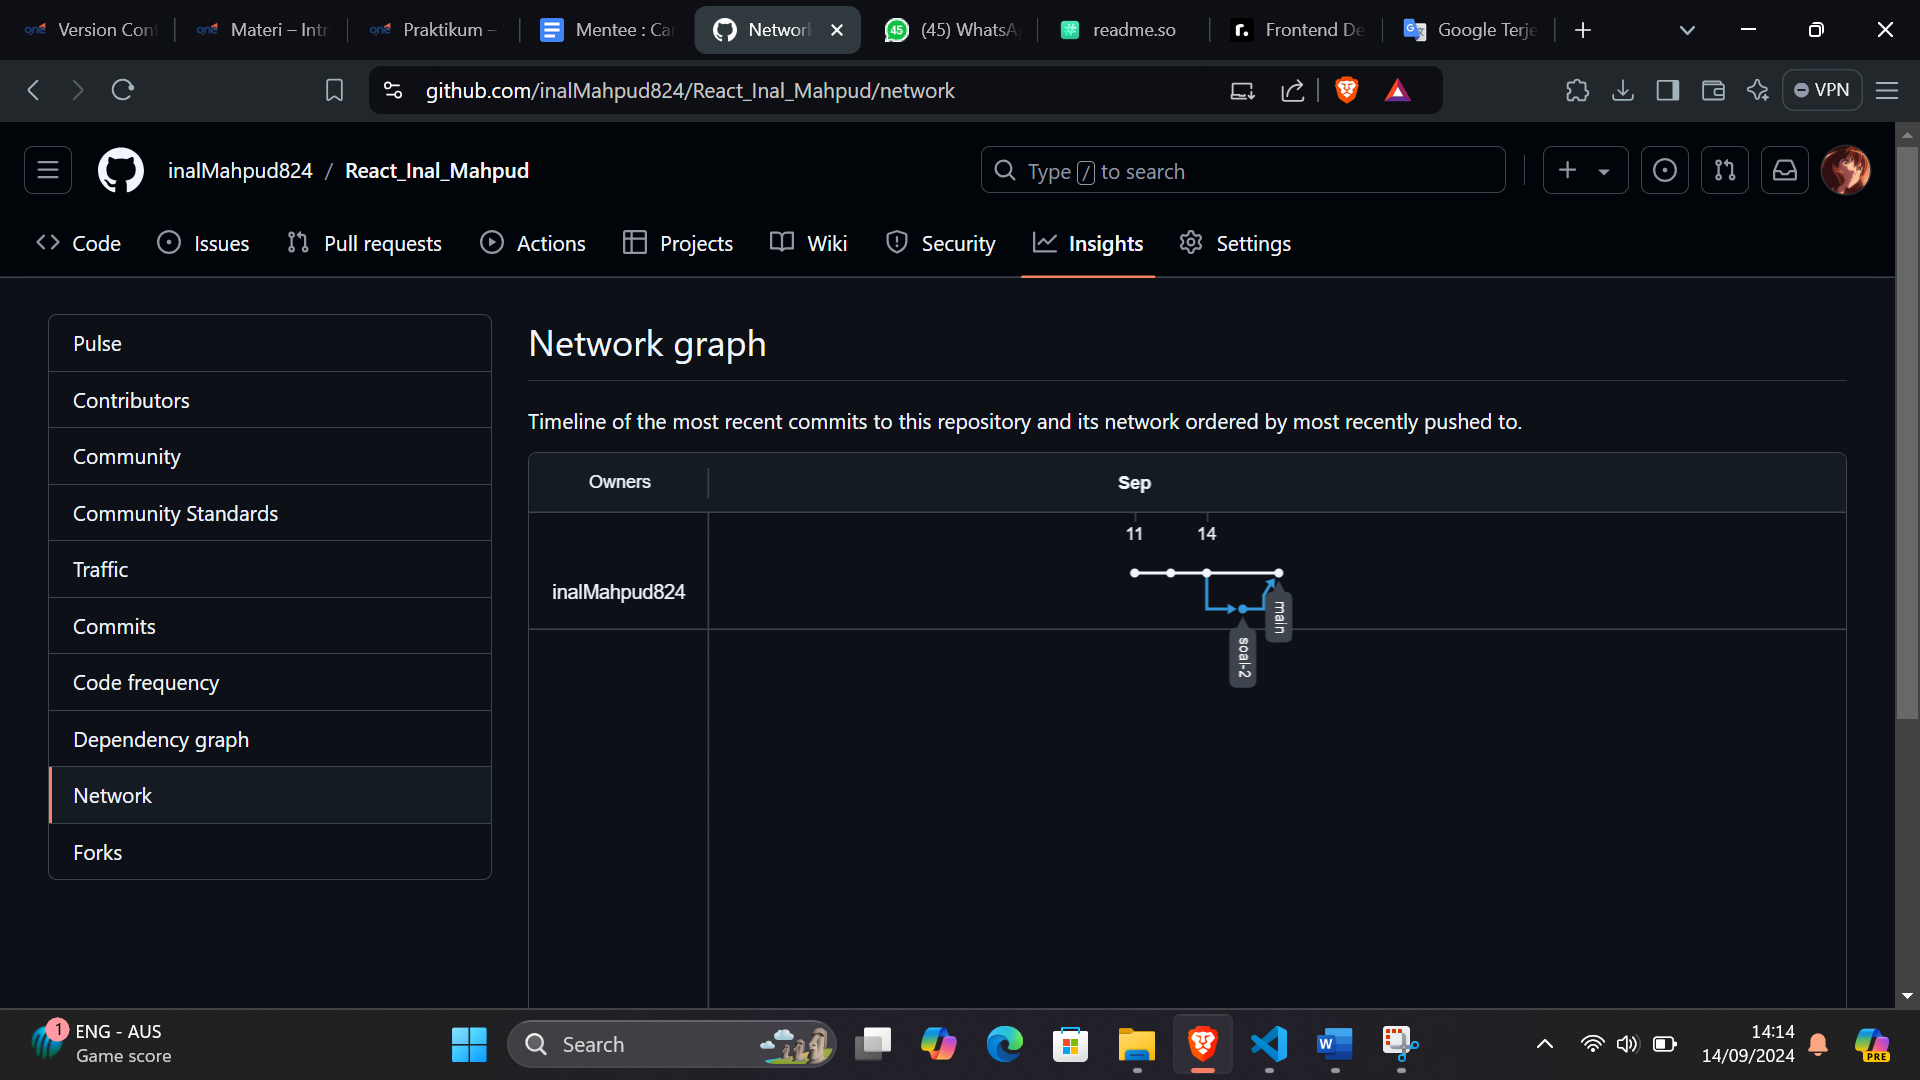 Version Cont
Materi – Intr
Praktikum –
Mentee : Car
Network
(45) WhatsA
readme.so
Frontend De
Google Terje
github.com/inalMahpud824/React_Inal_Mahpud/network
VPN
inalMahpud824 / React_Inal_Mahpud
Type / to search
Code
Issues
Pull requests
Actions
Projects
Wiki
Security
Insights
Settings
Pulse
Contributors
Community
Community Standards
Traffic
Commits
Code frequency
Dependency graph
Network
Forks
Network graph
Timeline of the most recent commits to this repository and its network ordered by most recently pushed to.
Owners
Sep
11
14
inalMahpud824
main
soal-2
1
ENG - AUS
Game score
Search
14:14
14/09/2024
PRE